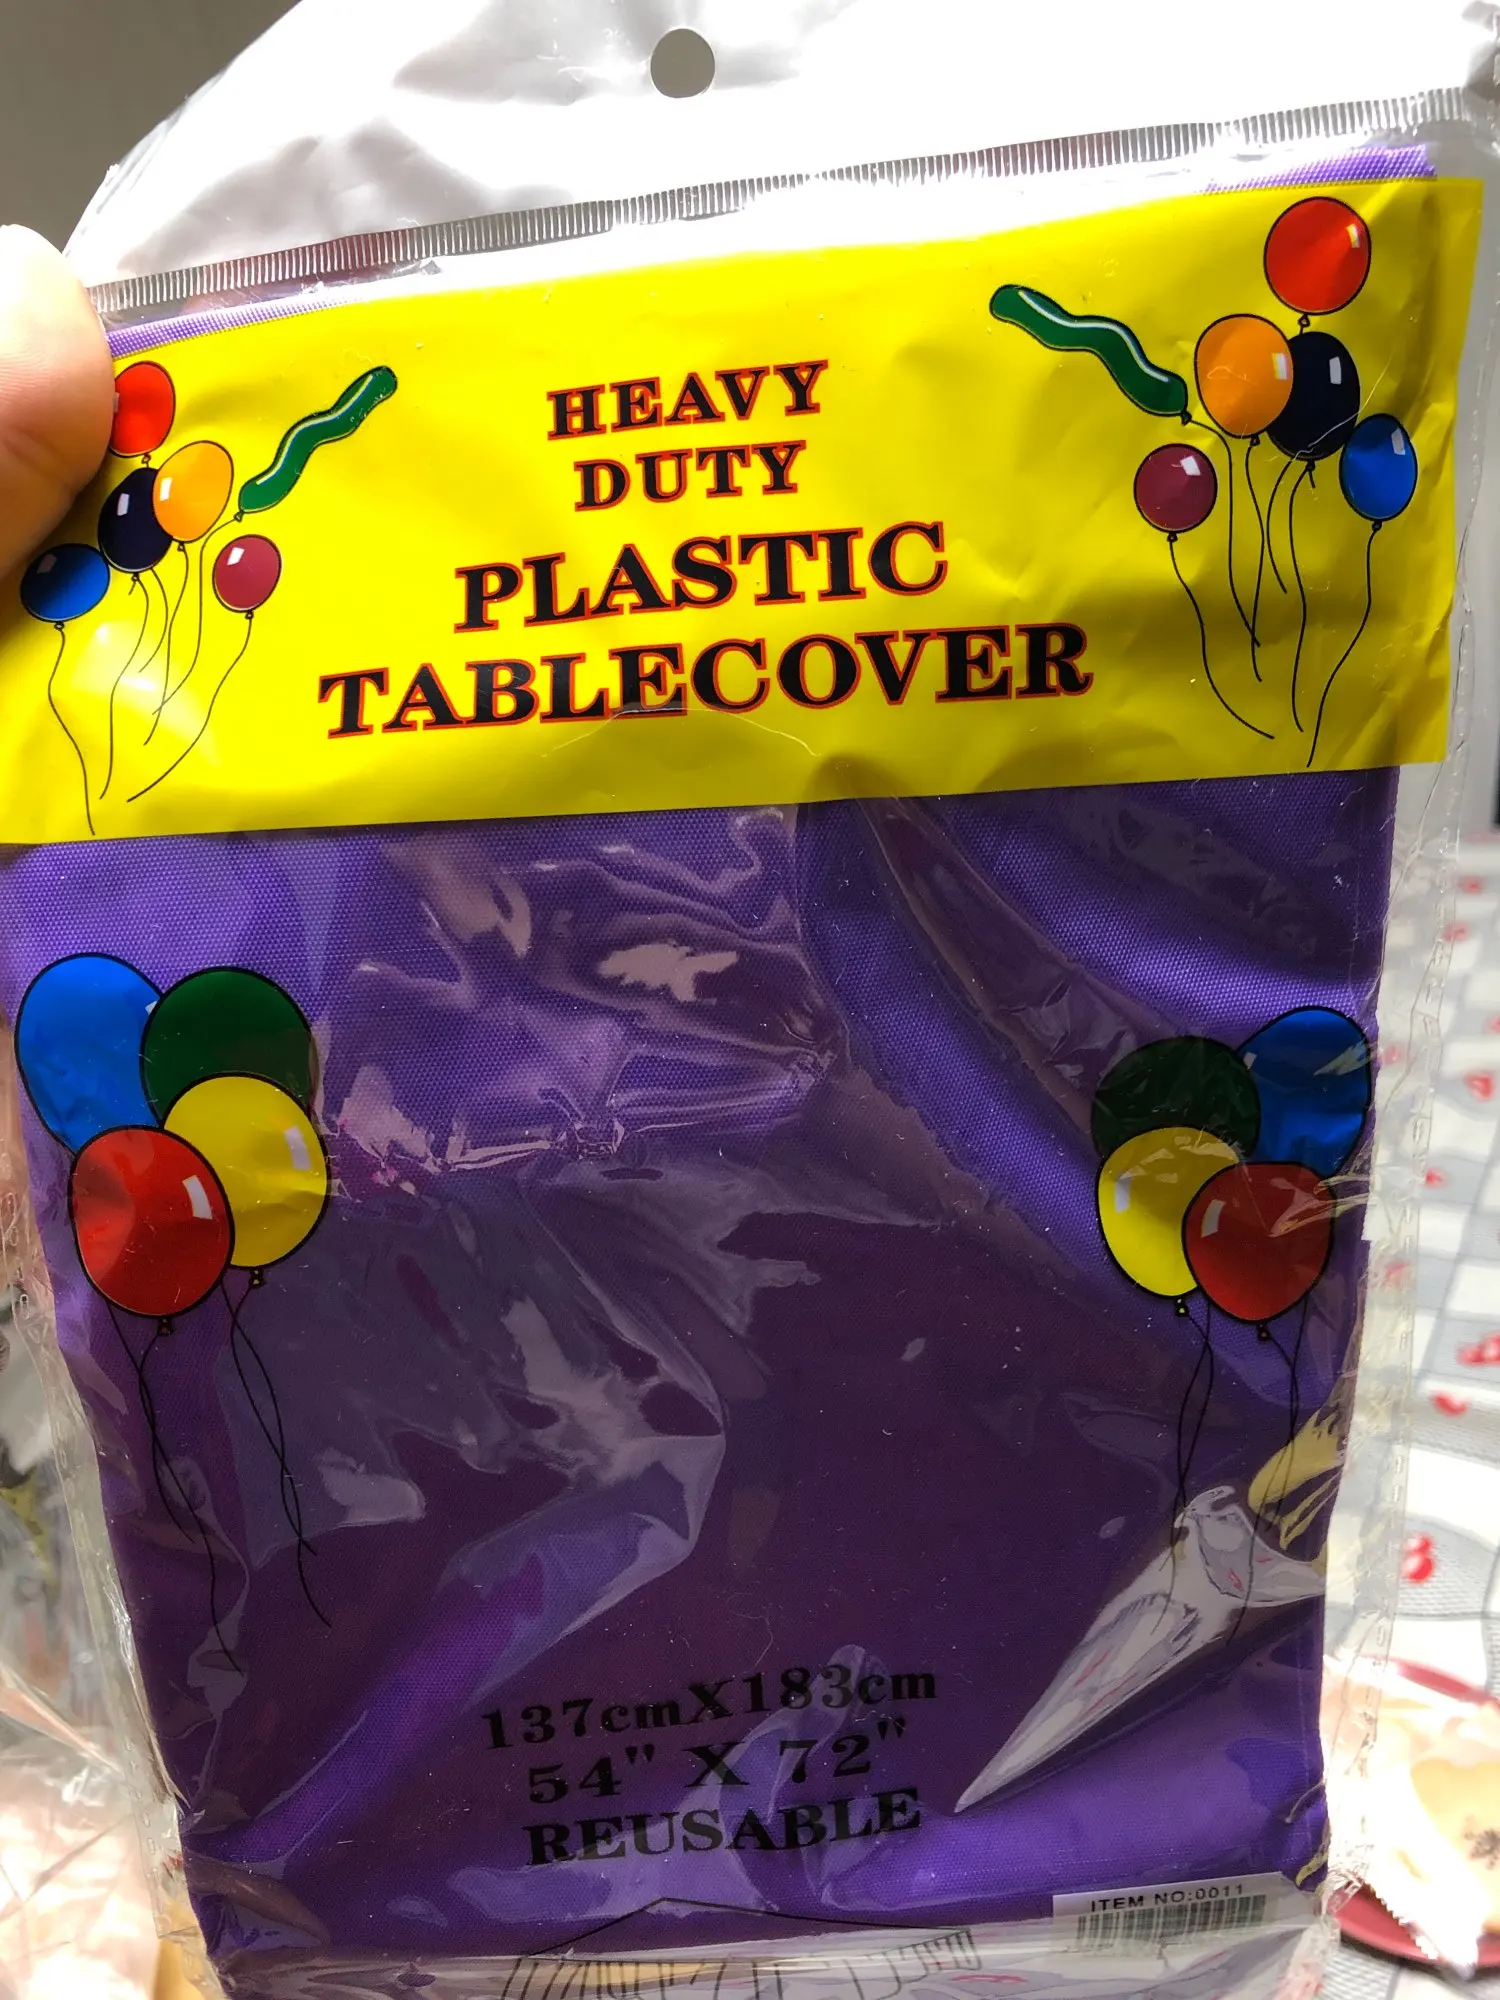 HEAVY
DUTY
PLASTIC
TABLECOVER
137cmX183cm
54" X 72"
REUSABLE
ITEM NO:0011